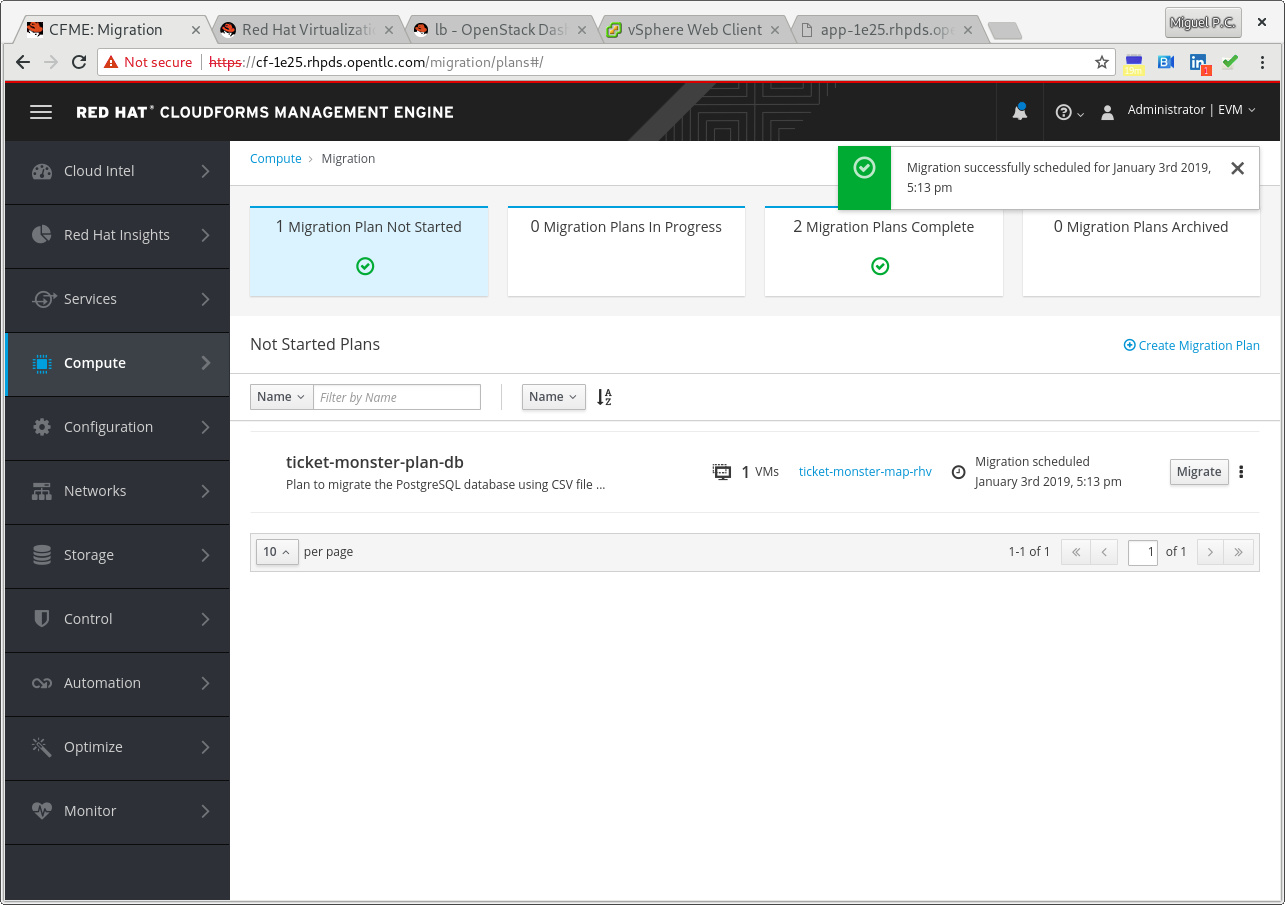 CFME: Migration
Red Hat Virtualizati
lb - OpenStack Das
vSphere Web Client
app-1e25.rhpds.op
Miguel P.C.
Not secure
https://cf-1e25.rhpds.opentlc.com/migration/plans#/
RED HAT® CLOUDFORMS MANAGEMENT ENGINE
Administrator | EVM
Cloud Intel
Red Hat Insights
Services
Compute
Configuration
Networks
Storage
Control
Automation
Optimize
Monitor
Compute › Migration
Migration successfully scheduled for January 3rd 2019,
5:13 pm
1 Migration Plan Not Started
0 Migration Plans In Progress
2 Migration Plans Complete
0 Migration Plans Archived
Not Started Plans
Create Migration Plan
Name
Filter by Name
Name
ticket-monster-plan-db
Plan to migrate the PostgreSQL database using CSV file ...
1 VMs
ticket-monster-map-rhv
Migration scheduled
January 3rd 2019, 5:13 pm
Migrate
10 per page
1-1 of 1
1 of 1